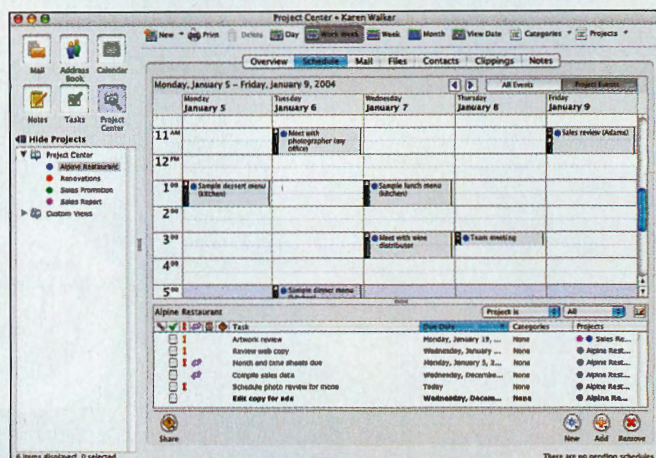 Project Center • Karen Walker
New Print Delete Day Work Week Week Month View Date Categories Projects
Mail Address Book Calendar
Notes Tasks Project Center
Overview Schedule Mail Files Contacts Clippings Notes
Monday, January 5 – Friday, January 9, 2004
All Events Project Events
Monday January 5
Tuesday January 6
Wednesday January 7
Thursday January 8
Friday January 9
Hide Projects
Project Center
Alpine Restaurant
Renovations
Sales Promotion
Sales Report
Custom Views
11 AM
Meet with
photographer (my
office)
Sales review (Adams)
12 PM
1 00
Sample dessert menu
(kitchen)
Sample lunch menu
(kitchen)
2 00
3 00
Meet with wine
distributor
Team meeting
4 00
5 00
Sample dinner menu
Alpine Restaurant
Project is All
Task Due Date Categories Projects
Artwork review Monday, January 19, ... None Sales Re...
Review web copy Wednesday, January ... None Alpine Rest...
Month end time sheets due Monday, January 5, 2... None Alpine Rest...
Compile sales data Wednesday, Decembe... None Alpine Rest...
Schedule photo review for menu Today None Alpine Rest...
Edit copy for ads Wednesday, Decem... None Alpine Re...
Share
New Add Remove
6 items displayed, 0 selected
There are no pending schedules